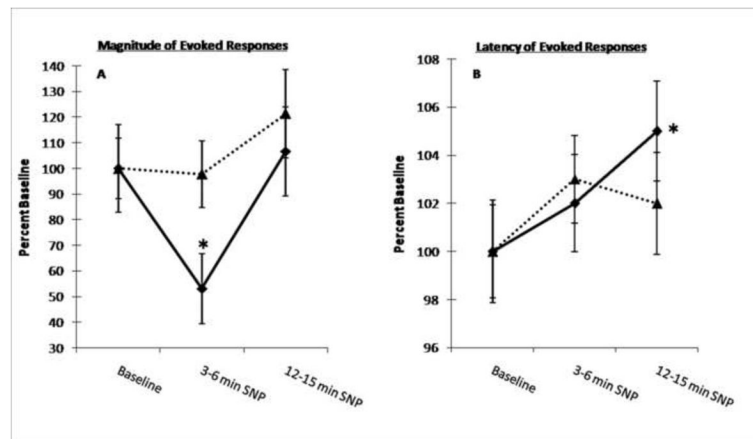 Magnitude of Evoked Responses
A
Percent Baseline
140
130
120
110
100
90
80
70
60
50
40
30
*
Baseline
3-6 min SNP
12-15 min SNP
Latency of Evoked Responses
B
Percent Baseline
108
106
104
102
100
98
96
*
Baseline
3-6 min SNP
12-15 min SNP